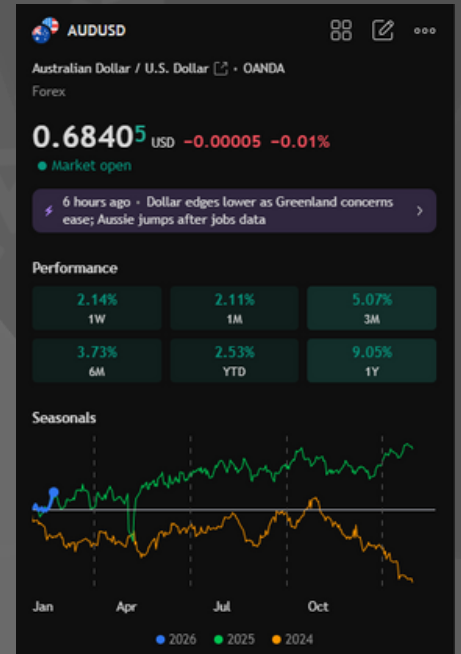 AUDUSD
Australian Dollar / U.S. Dollar • OANDA
Forex
0.68405 USD −0.00005 −0.01%
Market open
6 hours ago • Dollar edges lower as Greenland concerns
ease; Aussie jumps after jobs data
Performance
2.14% 2.11% 5.07%
1W 1M 3M
3.73% 2.53% 9.05%
6M YTD 1Y
Seasonals
Jan Apr Jul Oct
2026 2025 2024